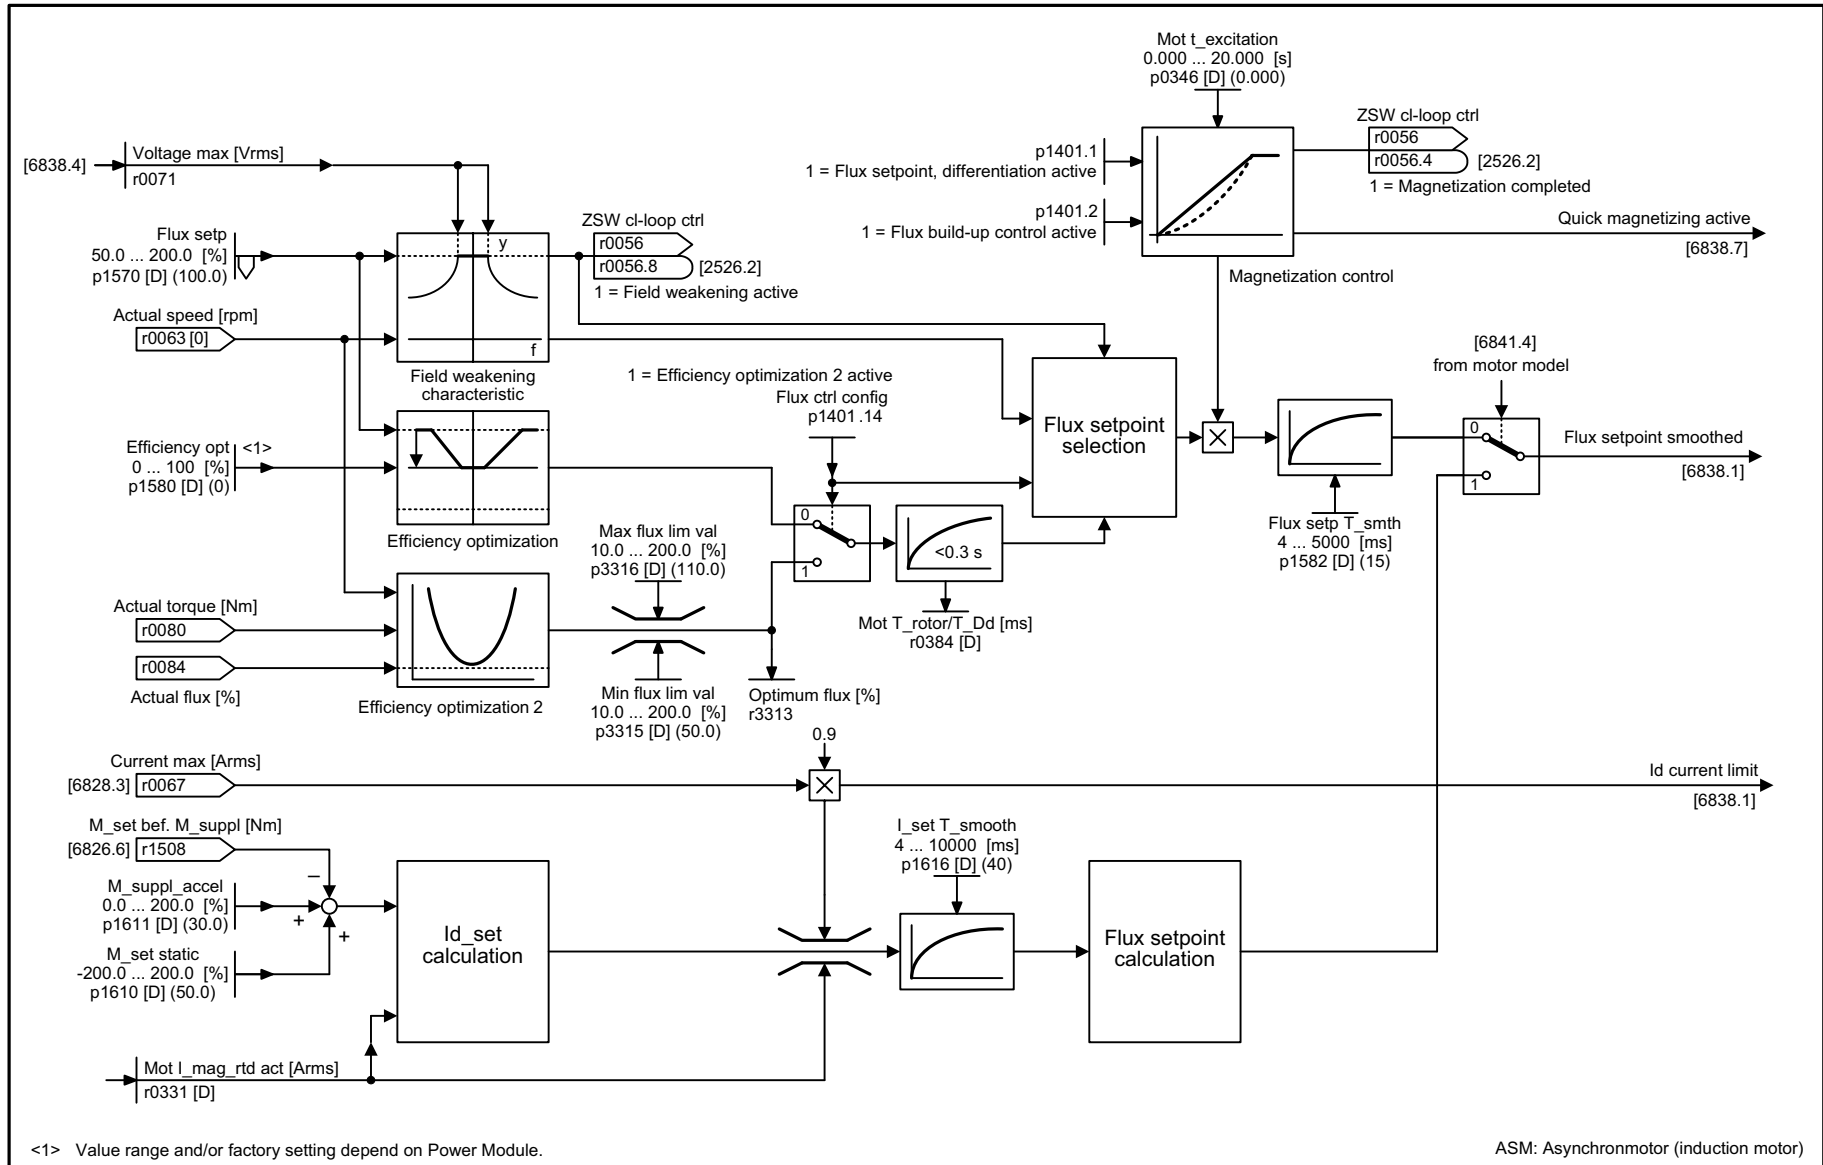 Mot t_excitation
0.000 ... 20.000 [s]
p0346 [D] (0.000)
ZSW cl-loop ctrl
r0056
r0056.4
[2526.2]
1 = Magnetization completed
p1401.1
1 = Flux setpoint, differentiation active
p1401.2
1 = Flux build-up control active
Quick magnetizing active
[6838.7]
Magnetization control
[6838.4]
Voltage max [Vrms]
r0071
Flux setp
50.0 ... 200.0 [%]
p1570 [D] (100.0)
y
f
ZSW cl-loop ctrl
r0056
r0056.8
[2526.2]
1 = Field weakening active
Actual speed [rpm]
r0063 [0]
Field weakening
characteristic
1 = Efficiency optimization 2 active
Flux ctrl config
p1401 .14
Flux setpoint
selection
[6841.4]
from motor model
0
1
Flux setpoint smoothed
[6838.1]
Efficiency opt
<1>
0 ... 100 [%]
p1580 [D] (0)
Efficiency optimization
0
1
<0.3 s
Flux setp T_smth
4 ... 5000 [ms]
p1582 [D] (15)
Max flux lim val
10.0 ... 200.0 [%]
p3316 [D] (110.0)
Mot T_rotor/T_Dd [ms]
r0384 [D]
Actual torque [Nm]
r0080
r0084
Actual flux [%]
Efficiency optimization 2
Min flux lim val
10.0 ... 200.0 [%]
p3315 [D] (50.0)
Optimum flux [%]
r3313
0.9
Current max [Arms]
[6828.3]
r0067
Id current limit
[6838.1]
M_set bef. M_suppl [Nm]
[6826.6]
r1508
–
M_suppl_accel
0.0 ... 200.0 [%]
p1611 [D] (30.0)
+
+
M_set static
-200.0 ... 200.0 [%]
p1610 [D] (50.0)
Id_set
calculation
I_set T_smooth
4 ... 10000 [ms]
p1616 [D] (40)
Flux setpoint
calculation
Mot I_mag_rtd act [Arms]
r0331 [D]
<1> Value range and/or factory setting depend on Power Module.
ASM: Asynchronmotor (induction motor)